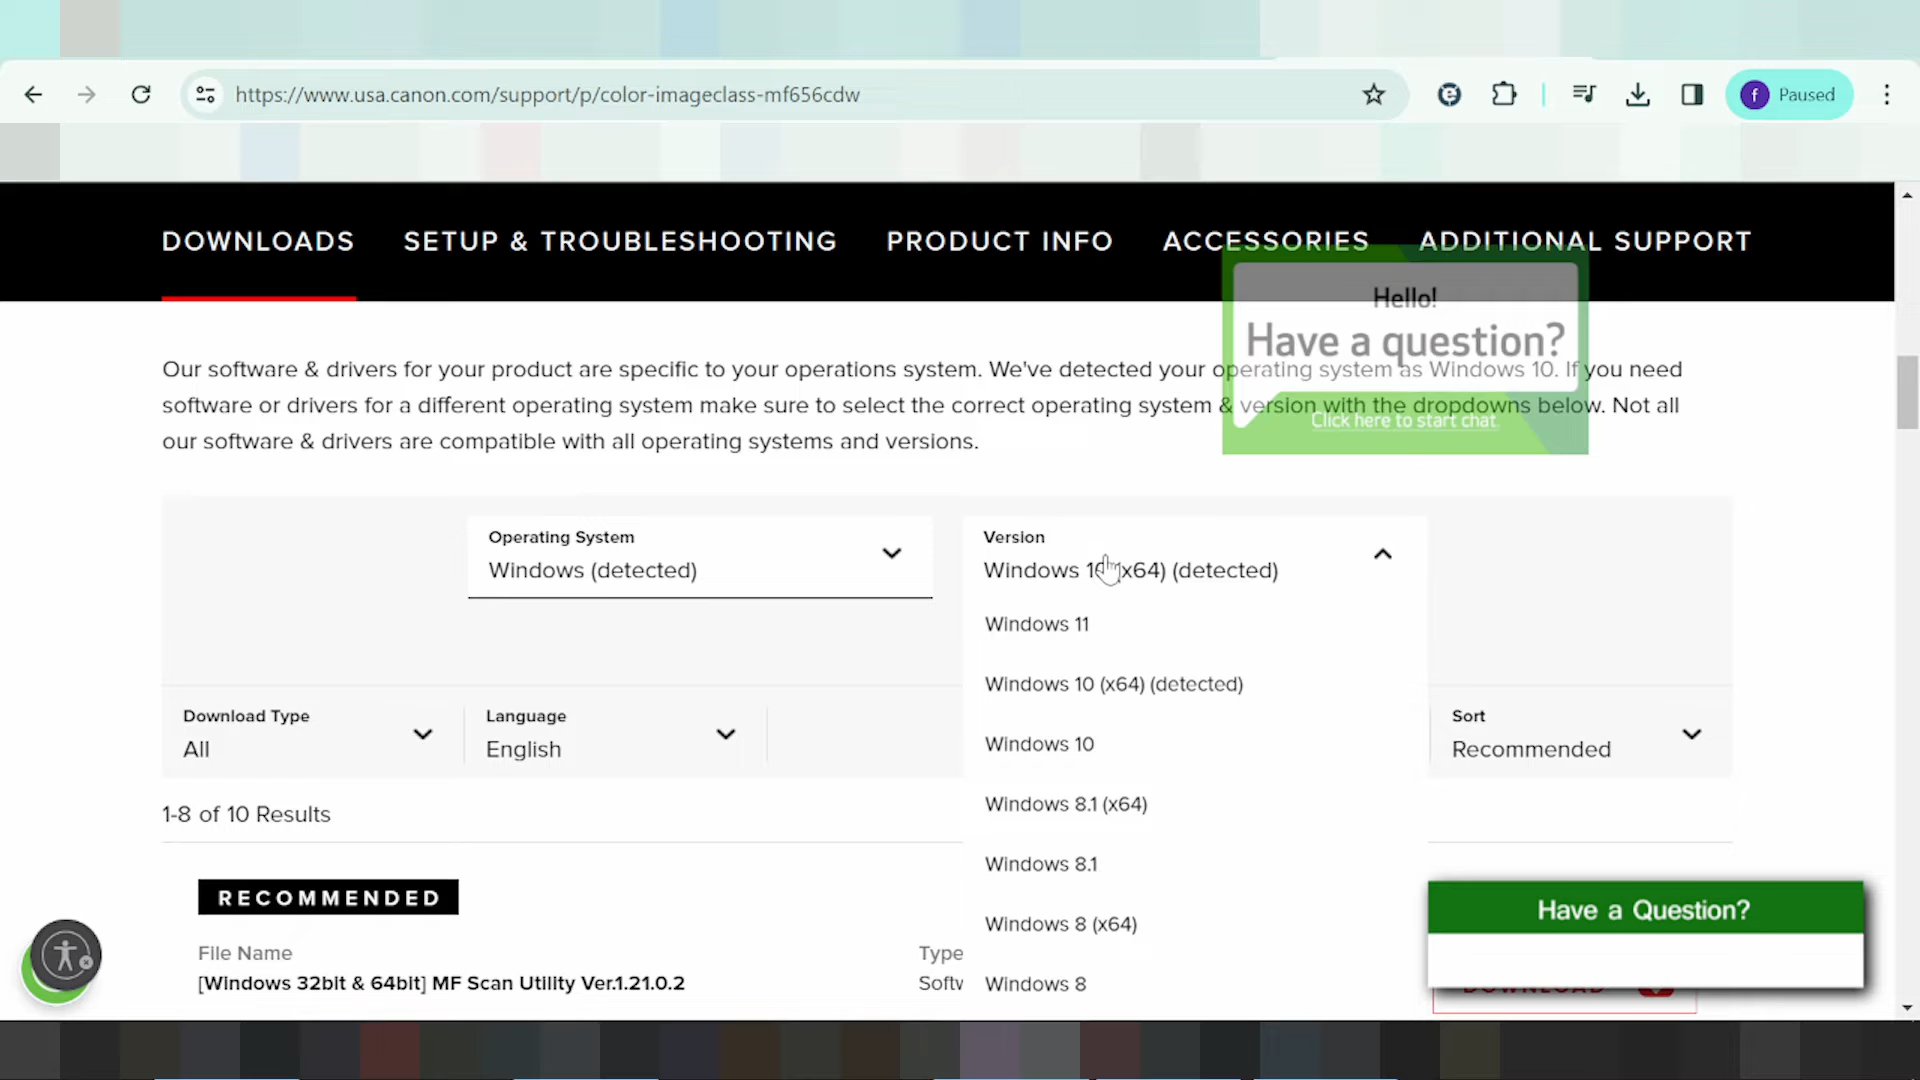 https://www.usa.canon.com/support/p/color-imageclass-mf656cdw
f Paused
DOWNLOADS SETUP & TROUBLESHOOTING PRODUCT INFO ACCESSORIES ADDITIONAL SUPPORT
Hello!
Have a question?
Click here to start chat
Our software & drivers for your product are specific to your operations system. We've detected your operating system as Windows 10. If you need
software or drivers for a different operating system make sure to select the correct operating system & version with the dropdowns below. Not all
our software & drivers are compatible with all operating systems and versions.
Operating System
Windows (detected)
Version
Windows 10 (x64) (detected)
Windows 11
Windows 10 (x64) (detected)
Windows 10
Windows 8.1 (x64)
Windows 8.1
Windows 8 (x64)
Windows 8
Download Type
All
Language
English
Sort
Recommended
1-8 of 10 Results
RECOMMENDED
File Name
[Windows 32bit & 64bit] MF Scan Utility Ver.1.21.0.2
Type
Softw
Have a Question?